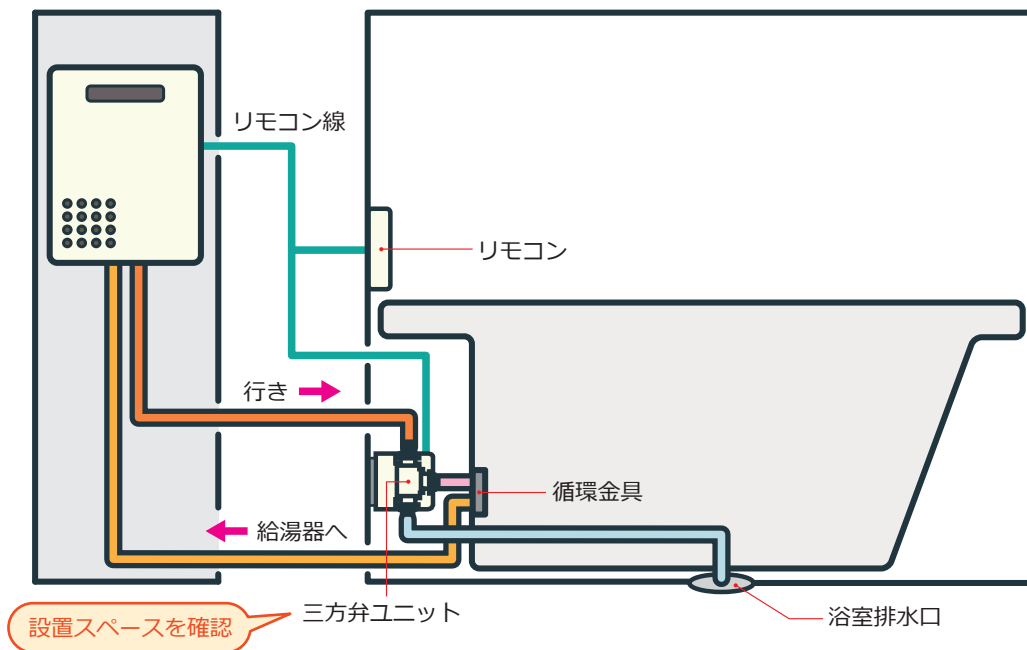 リモコン線
リモコン
行き
循環金具
給湯器へ
三方弁ユニット
浴室排水口
設置スペースを確認